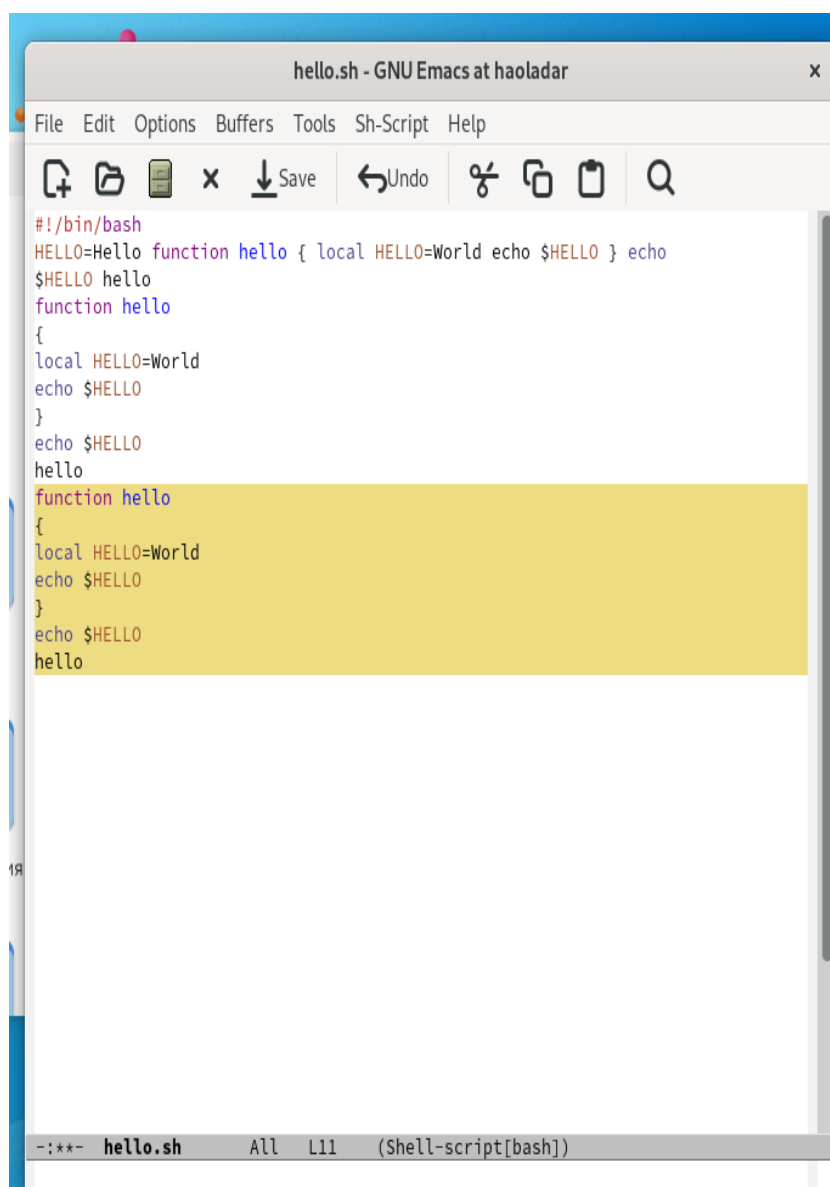 hello.sh - GNU Emacs at haoladar
File Edit Options Buffers Tools Sh-Script Help
Save Undo
#!/bin/bash
HELLO=Hello function hello { local HELLO=World echo $HELLO } echo
$HELLO hello
function hello
{
local HELLO=World
echo $HELLO
}
echo $HELLO
hello
function hello
{
local HELLO=World
echo $HELLO
}
echo $HELLO
hello
ия
-:**- hello.sh All L11 (Shell-script[bash])